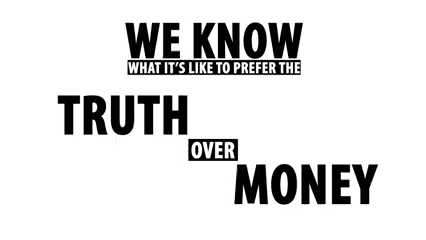 WE KNOW
WHAT IT'S LIKE TO PREFER THE
TRUTH
OVER
MONEY